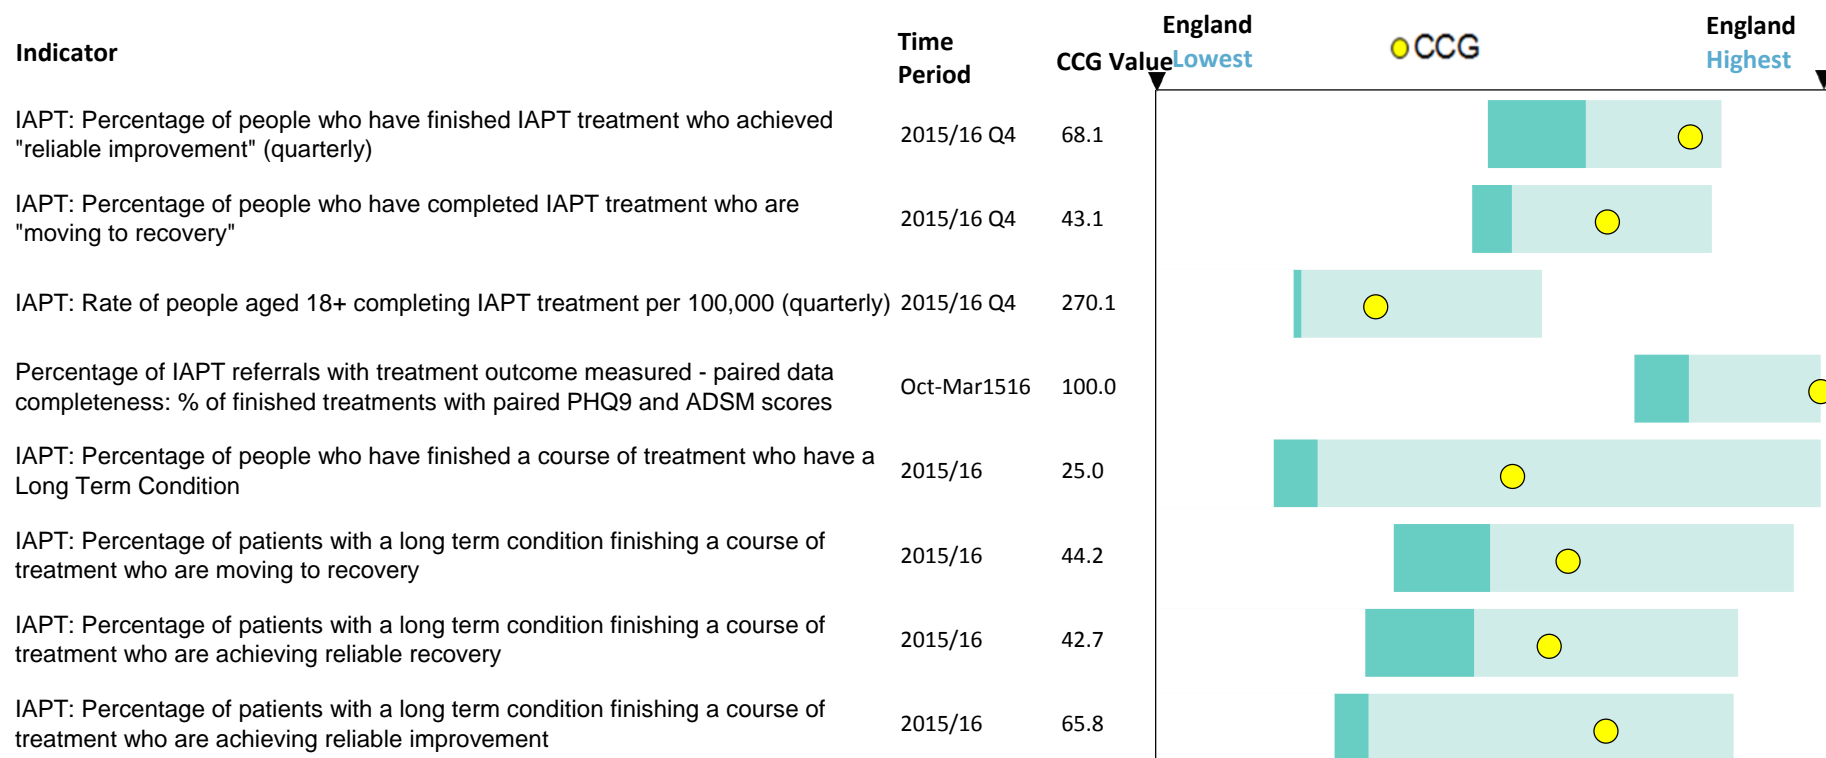 Indicator
Time
Period
CCG Value
England
Lowest
CCG
England
Highest
IAPT: Percentage of people who have finished IAPT treatment who achieved
"reliable improvement" (quarterly)
2015/16 Q4
68.1
IAPT: Percentage of people who have completed IAPT treatment who are
"moving to recovery"
2015/16 Q4
43.1
IAPT: Rate of people aged 18+ completing IAPT treatment per 100,000 (quarterly)
2015/16 Q4
270.1
Percentage of IAPT referrals with treatment outcome measured - paired data
completeness: % of finished treatments with paired PHQ9 and ADSM scores
Oct-Mar1516
100.0
IAPT: Percentage of people who have finished a course of treatment who have a
Long Term Condition
2015/16
25.0
IAPT: Percentage of patients with a long term condition finishing a course of
treatment who are moving to recovery
2015/16
44.2
IAPT: Percentage of patients with a long term condition finishing a course of
treatment who are achieving reliable recovery
2015/16
42.7
IAPT: Percentage of patients with a long term condition finishing a course of
treatment who are achieving reliable improvement
2015/16
65.8